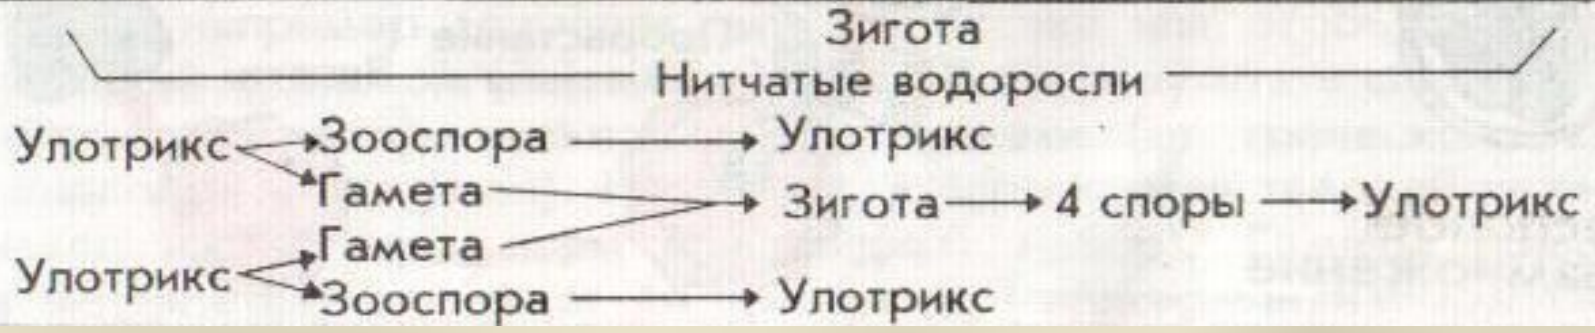 Зигота
Нитчатые водоросли
Улотрикс Зооспора Улотрикс
Гамета Зигота 4 споры Улотрикс
Гамета
Улотрикс Зооспора Улотрикс